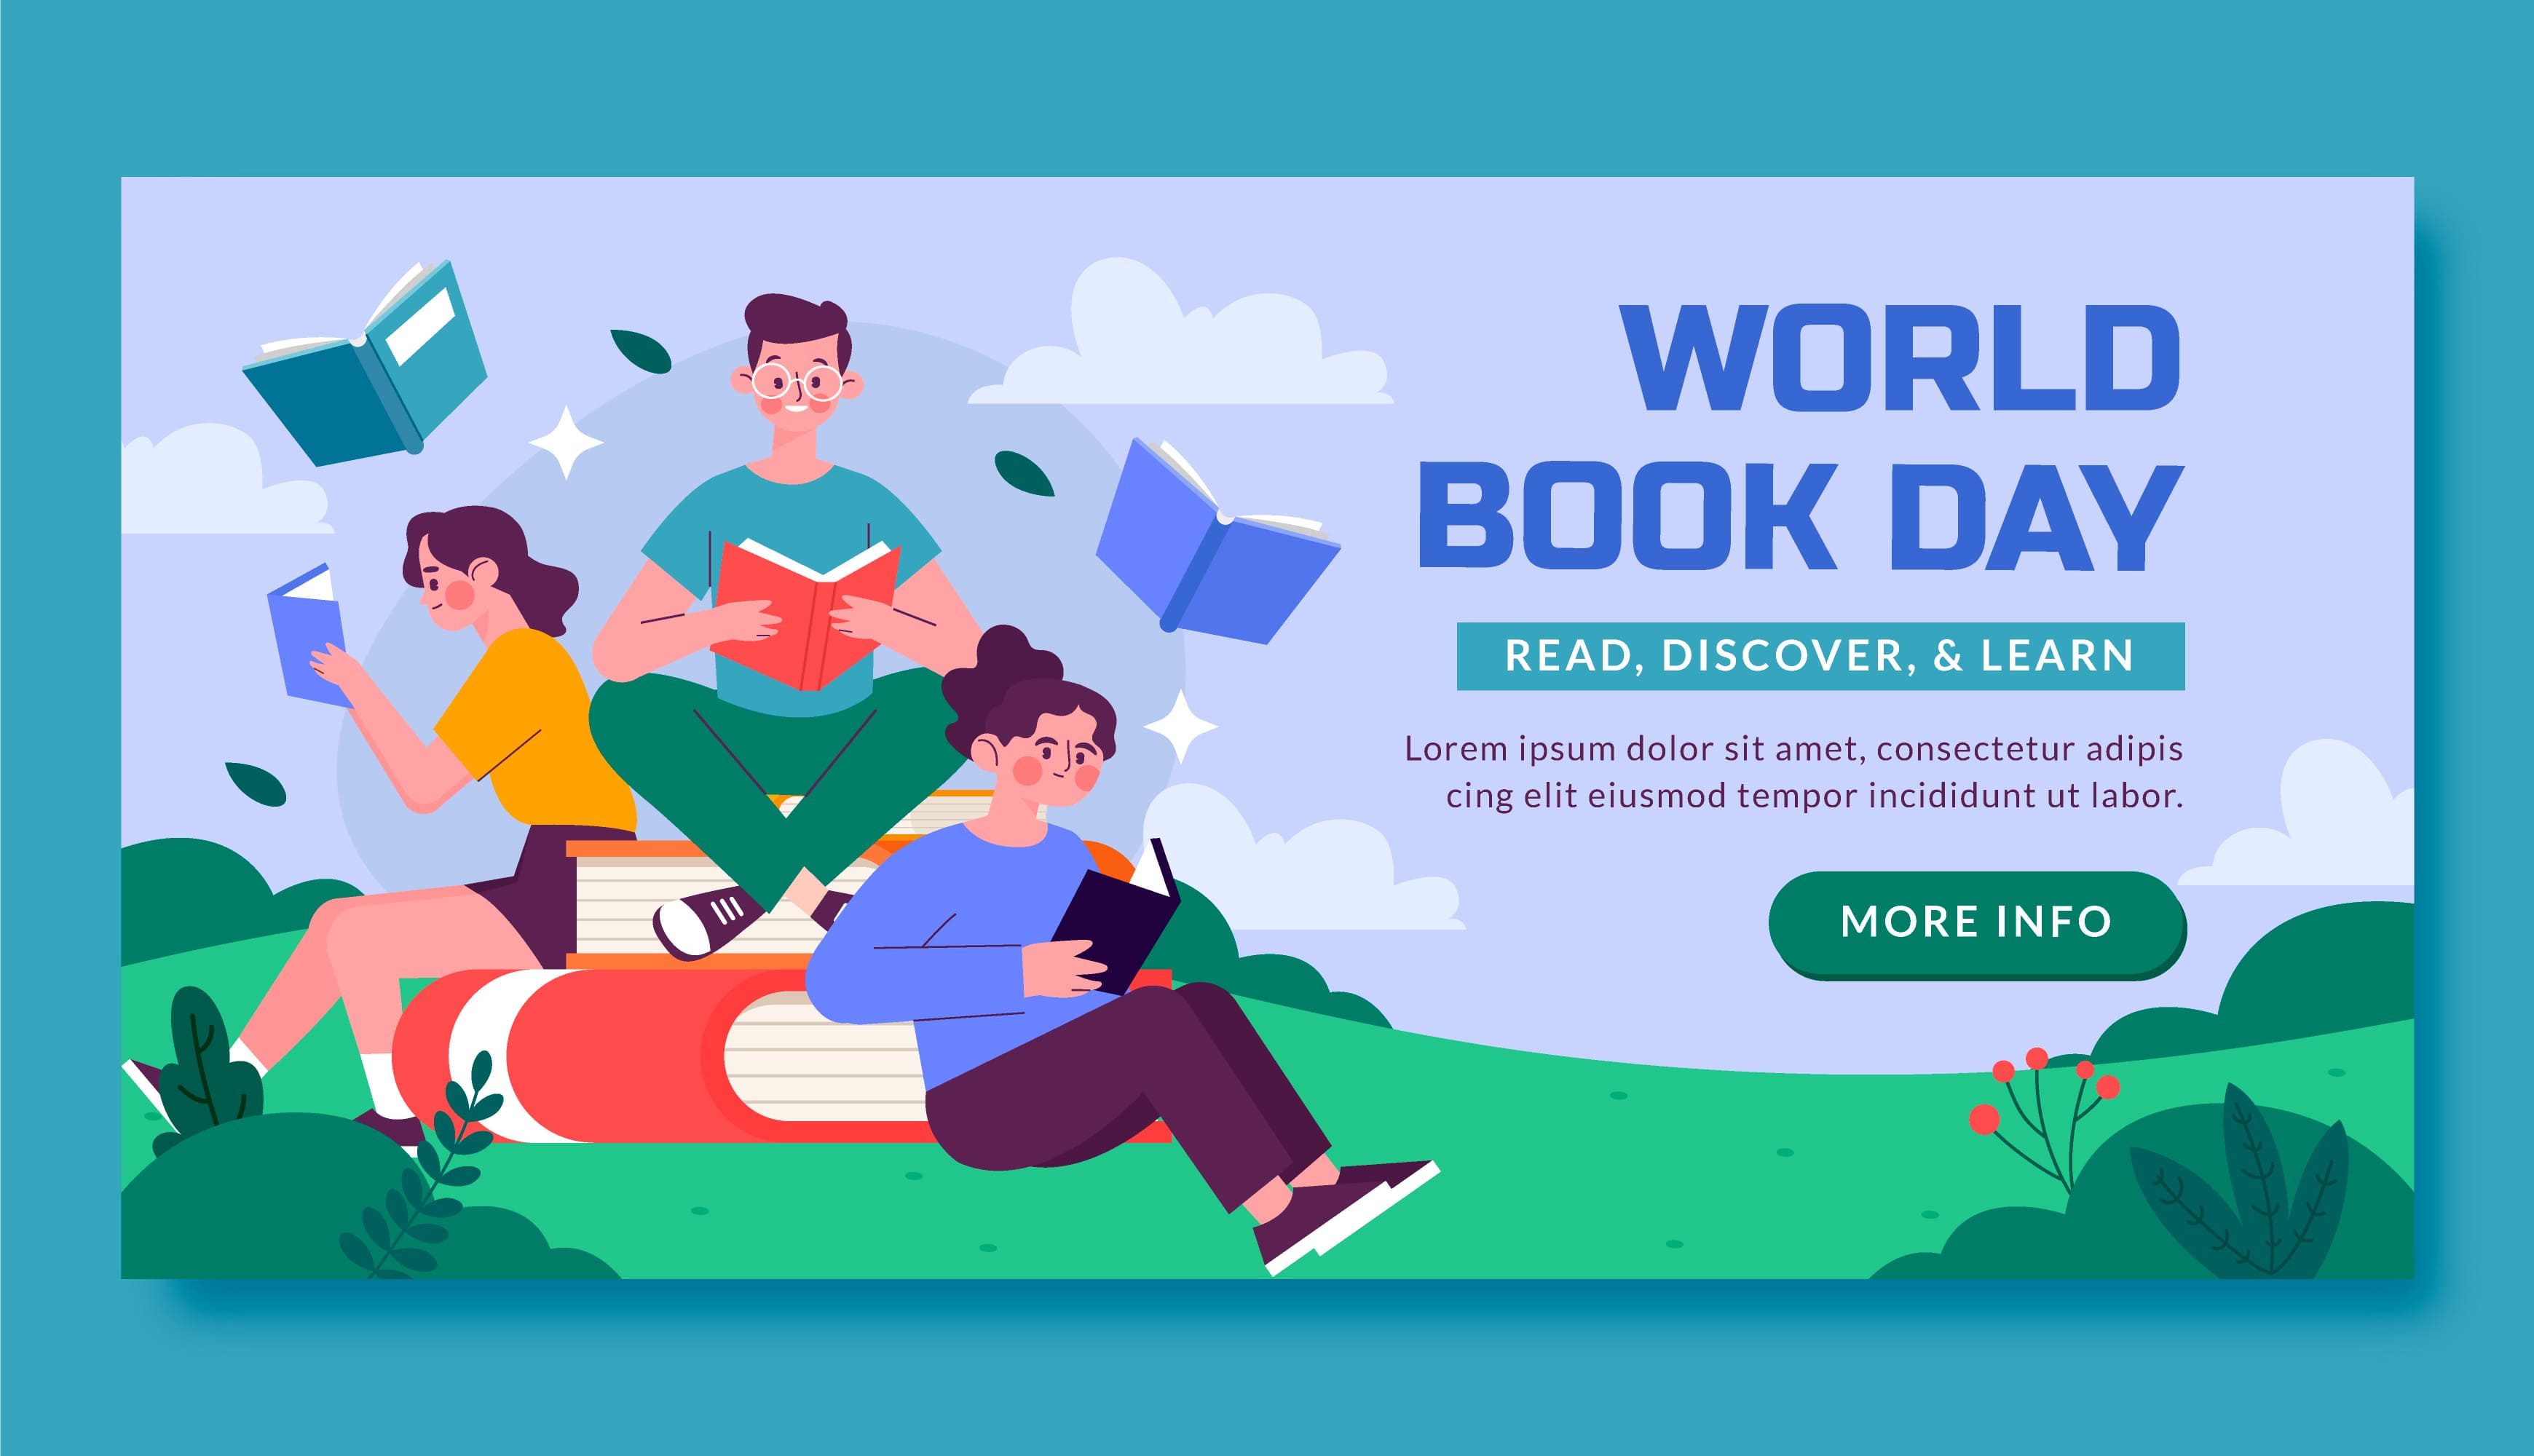 WORLD
BOOK DAY
READ, DISCOVER, & LEARN
Lorem ipsum dolor sit amet, consectetur adipis
cing elit eiusmod tempor incididunt ut labor.
MORE INFO